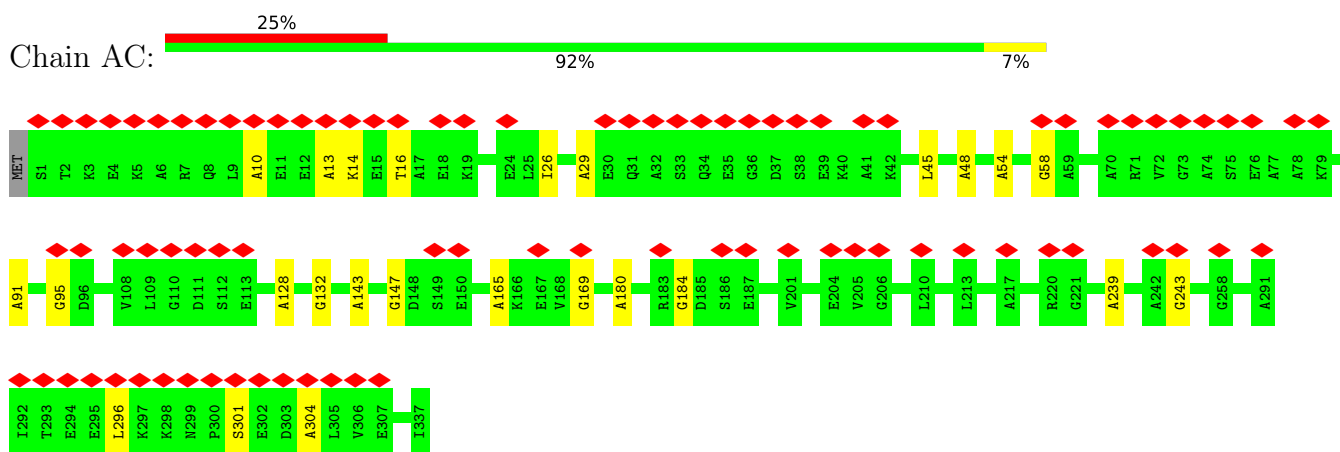 25%
Chain AC:
92% 7%
MET S1 T2 K3 E4 K5 A6 R7 Q8 L9 A10 E11 E12 A13 K14 E15 T16 A17 E18 K19 E24 L25 I26 A29 E30 Q31 A32 S33 Q34 E35 G36 D37 S38 E39 K40 A41 K42 L45 A48 A54 G58 A59 A70 R71 V72 G73 A74 S75 E76 A77 A78 K79
A91 G95 D96 V108 L109 G110 D111 S112 E113 A128 G132 A143 G147 D148 S149 E150 A165 K166 E167 V168 G169 A180 R183 G184 D185 S186 E187 V201 E204 V205 G206 L210 L213 A217 R220 G221 A239 A242 G243 G258 A291
I292 T293 E294 E295 L296 K297 K298 N299 P300 S301 E302 D303 A304 L305 V306 E307 I337